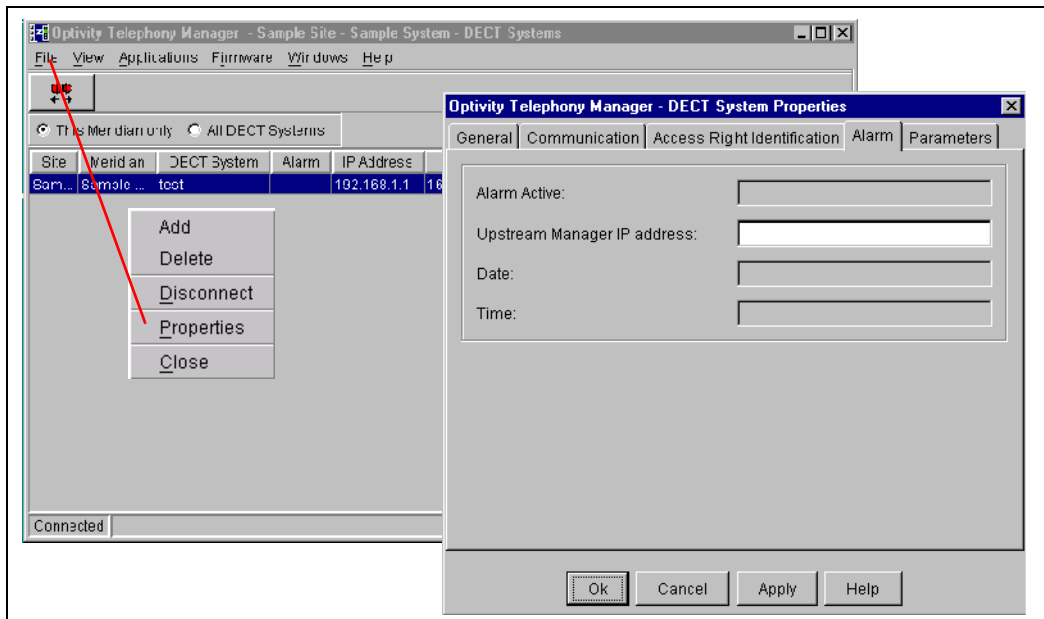 Optivity Telephony Manager - Sample Site - Sample System - DECT Systems
File View Applications Firmware Windows Help
This Meridian only All DECT Systems
Site Meridian DECT System Alarm IP Address
Sam... Sample ... test 192.168.1.1 16
Add
Delete
Disconnect
Properties
Close
Connected
Optivity Telephony Manager - DECT System Properties
General Communication Access Right Identification Alarm Parameters
Alarm Active:
Upstream Manager IP address:
Date:
Time:
Ok Cancel Apply Help